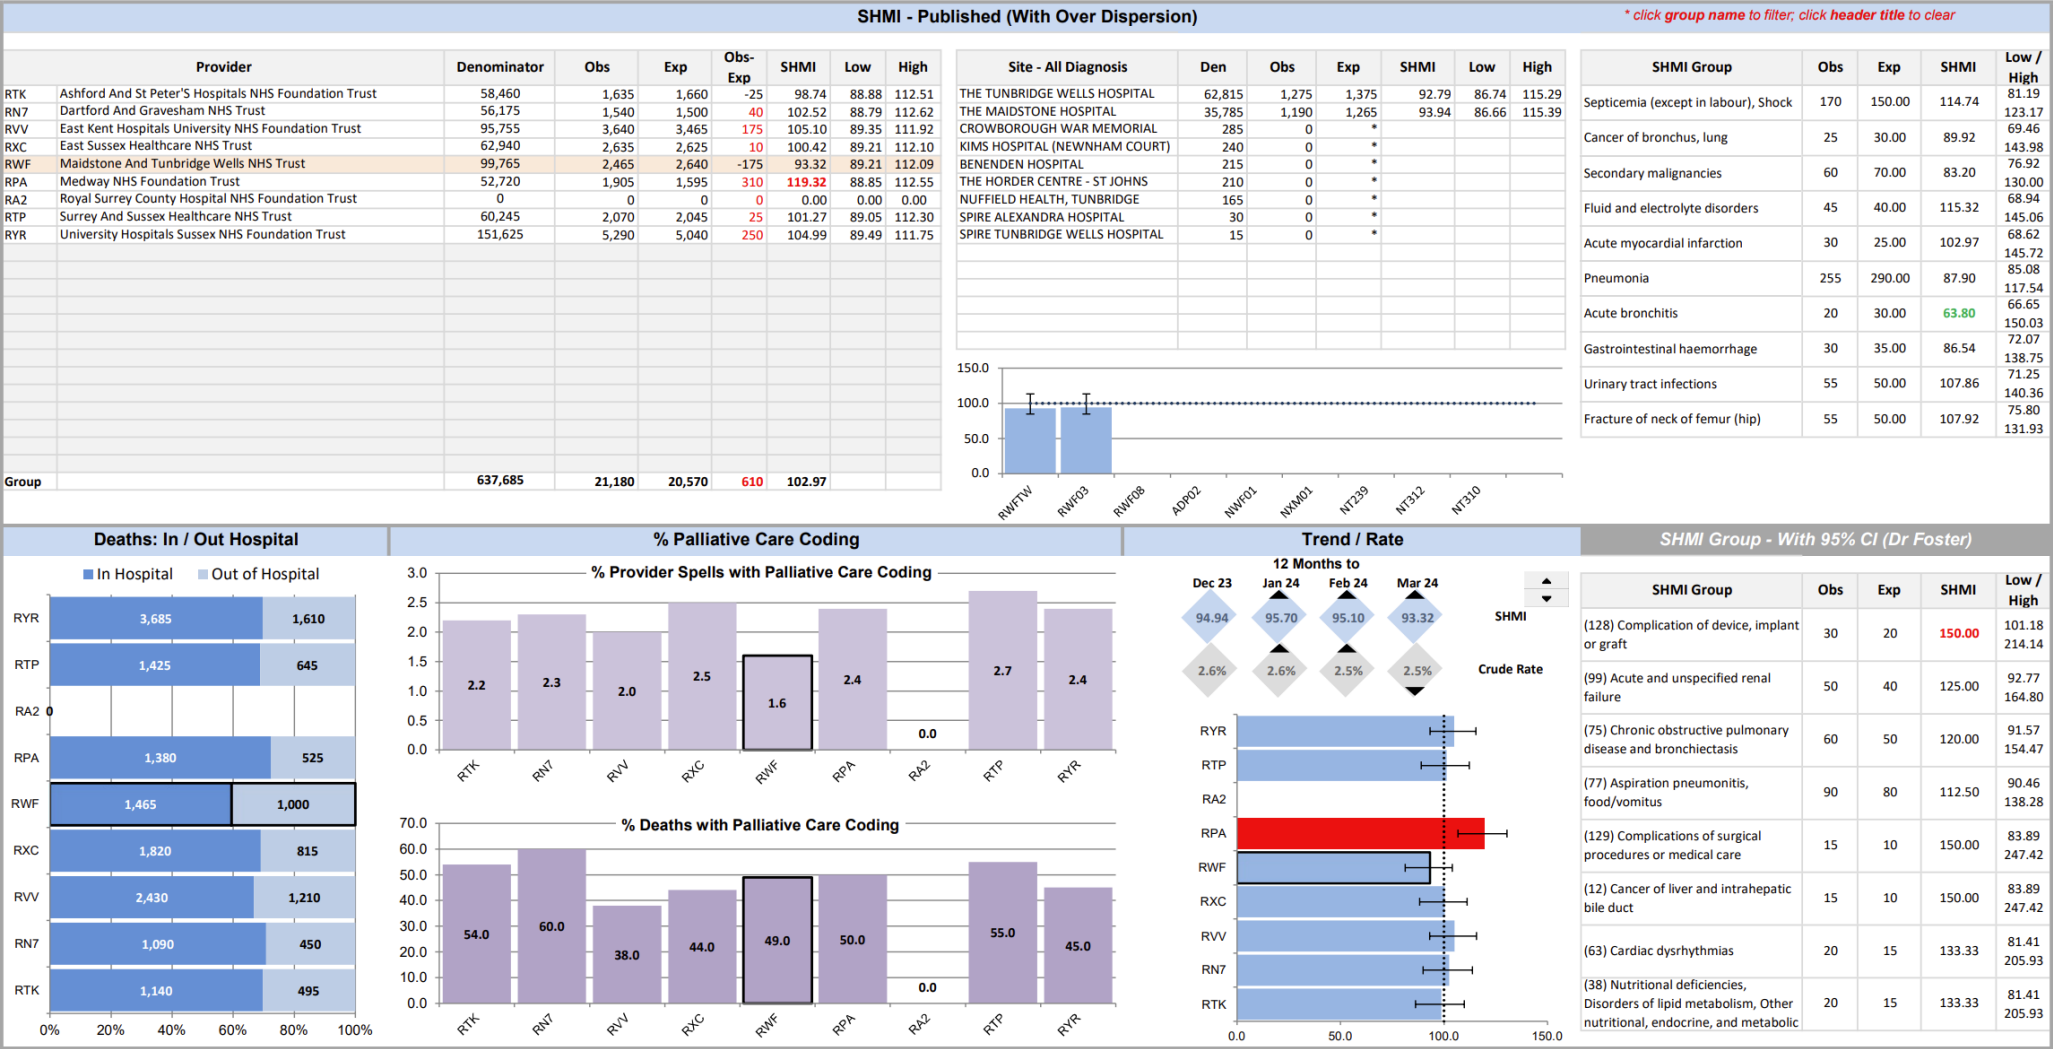 SHMI - Published (With Over Dispersion)
* click group name to filter; click header title to clear
Provider Denominator Obs Exp Obs-Exp SHMI Low High
RTK Ashford And St Peter'S Hospitals NHS Foundation Trust 58,460 1,635 1,660 -25 98.74 88.88 112.51
RN7 Dartford And Gravesham NHS Trust 56,175 1,540 1,500 40 102.52 88.79 112.62
RVV East Kent Hospitals University NHS Foundation Trust 95,755 3,640 3,465 175 105.10 89.35 111.92
RXC East Sussex Healthcare NHS Trust 62,940 2,635 2,625 10 100.42 89.21 112.10
RWF Maidstone And Tunbridge Wells NHS Trust 99,765 2,465 2,640 -175 93.32 89.21 112.09
RPA Medway NHS Foundation Trust 52,720 1,905 1,595 310 119.32 88.85 112.55
RA2 Royal Surrey County Hospital NHS Foundation Trust 0 0 0 0 0.00 0.00 0.00
RTP Surrey And Sussex Healthcare NHS Trust 60,245 2,070 2,045 25 101.27 89.05 112.30
RYR University Hospitals Sussex NHS Foundation Trust 151,625 5,290 5,040 250 104.99 89.49 111.75
Group 637,685 21,180 20,570 610 102.97
Site - All Diagnosis Den Obs Exp SHMI Low High
THE TUNBRIDGE WELLS HOSPITAL 62,815 1,275 1,375 92.79 86.74 115.29
THE MAIDSTONE HOSPITAL 35,785 1,190 1,265 93.94 86.66 115.39
CROWBOROUGH WAR MEMORIAL 285 0 *
KIMS HOSPITAL (NEWNHAM COURT) 240 0 *
BENENDEN HOSPITAL 215 0 *
THE HORDER CENTRE - ST JOHNS 210 0 *
NUFFIELD HEALTH, TUNBRIDGE 165 0 *
SPIRE ALEXANDRA HOSPITAL 30 0 *
SPIRE TUNBRIDGE WELLS HOSPITAL 15 0 *
150.0
100.0
50.0
0.0
RWFTW RWF03 RWF08 ADP02 NWF01 NXM01 NT239 NT312 NT310
SHMI Group Obs Exp SHMI Low / High
Septicemia (except in labour), Shock 170 150.00 114.74 81.19 123.17
Cancer of bronchus, lung 25 30.00 89.92 69.46 143.98
Secondary malignancies 60 70.00 83.20 76.92 130.00
Fluid and electrolyte disorders 45 40.00 115.32 68.94 145.06
Acute myocardial infarction 30 25.00 102.97 68.62 145.72
Pneumonia 255 290.00 87.90 85.08 117.54
Acute bronchitis 20 30.00 63.80 66.65 150.03
Gastrointestinal haemorrhage 30 35.00 86.54 72.07 138.75
Urinary tract infections 55 50.00 107.86 71.25 140.36
Fracture of neck of femur (hip) 55 50.00 107.92 75.80 131.93
Deaths: In / Out Hospital
In Hospital Out of Hospital
RYR 3,685 1,610
RTP 1,425 645
RA2 0
RPA 1,380 525
RWF 1,465 1,000
RXC 1,820 815
RVV 2,430 1,210
RN7 1,090 450
RTK 1,140 495
0% 20% 40% 60% 80% 100%
% Palliative Care Coding
% Provider Spells with Palliative Care Coding
3.0
2.5
2.0
1.5
1.0
0.5
0.0
2.2 2.3 2.0 2.5 1.6 2.4 0.0 2.7 2.4
RTK RN7 RVV RXC RWF RPA RA2 RTP RYR
% Deaths with Palliative Care Coding
70.0
60.0
50.0
40.0
30.0
20.0
10.0
0.0
54.0 60.0 38.0 44.0 49.0 50.0 0.0 55.0 45.0
RTK RN7 RVV RXC RWF RPA RA2 RTP RYR
Trend / Rate
12 Months to
Dec 23 Jan 24 Feb 24 Mar 24
94.94 95.70 95.10 93.32 SHMI
2.6% 2.6% 2.5% 2.5% Crude Rate
RYR
RTP
RA2
RPA
RWF
RXC
RVV
RN7
RTK
0.0 50.0 100.0 150.0
SHMI Group - With 95% CI (Dr Foster)
SHMI Group Obs Exp SHMI Low / High
(128) Complication of device, implant or graft 30 20 150.00 101.18 214.14
(99) Acute and unspecified renal failure 50 40 125.00 92.77 164.80
(75) Chronic obstructive pulmonary disease and bronchiectasis 60 50 120.00 91.57 154.47
(77) Aspiration pneumonitis, food/vomitus 90 80 112.50 90.46 138.28
(129) Complications of surgical procedures or medical care 15 10 150.00 83.89 247.42
(12) Cancer of liver and intrahepatic bile duct 15 10 150.00 83.89 247.42
(63) Cardiac dysrhythmias 20 15 133.33 81.41 205.93
(38) Nutritional deficiencies, Disorders of lipid metabolism, Other nutritional, endocrine, and metabolic 20 15 133.33 81.41 205.93